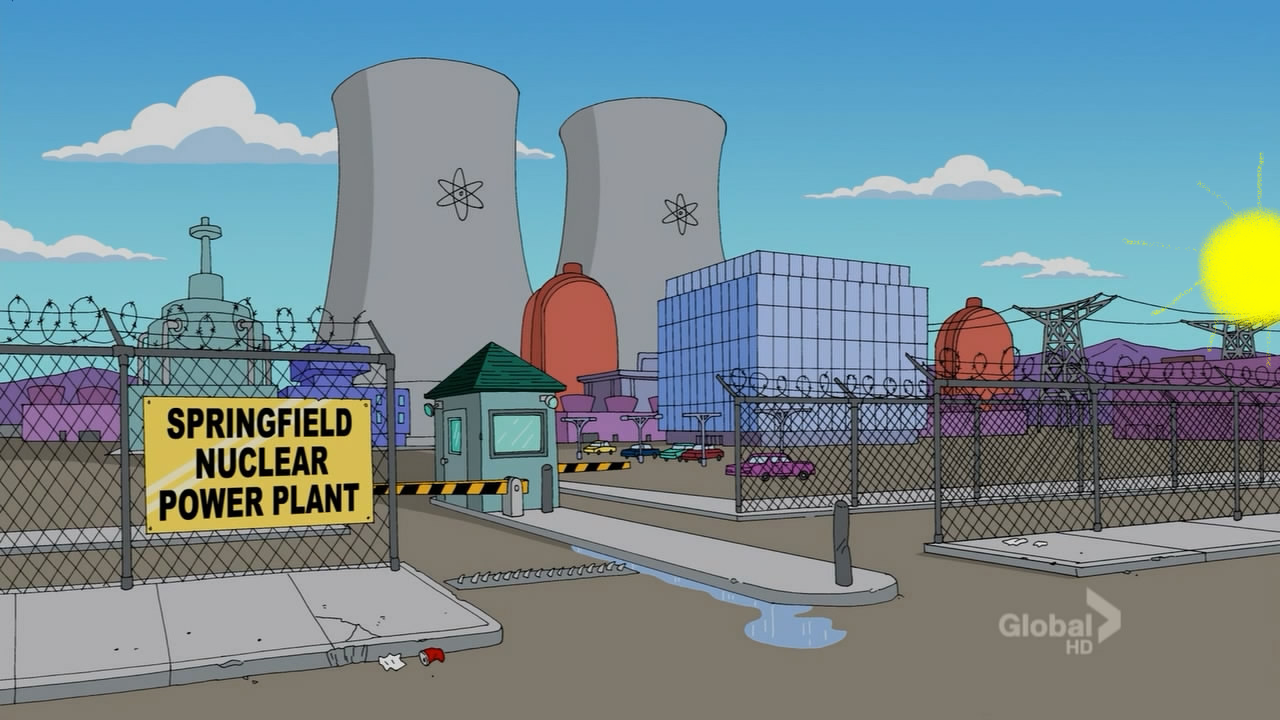 SPRINGFIELD
NUCLEAR
POWER PLANT
Global
HD